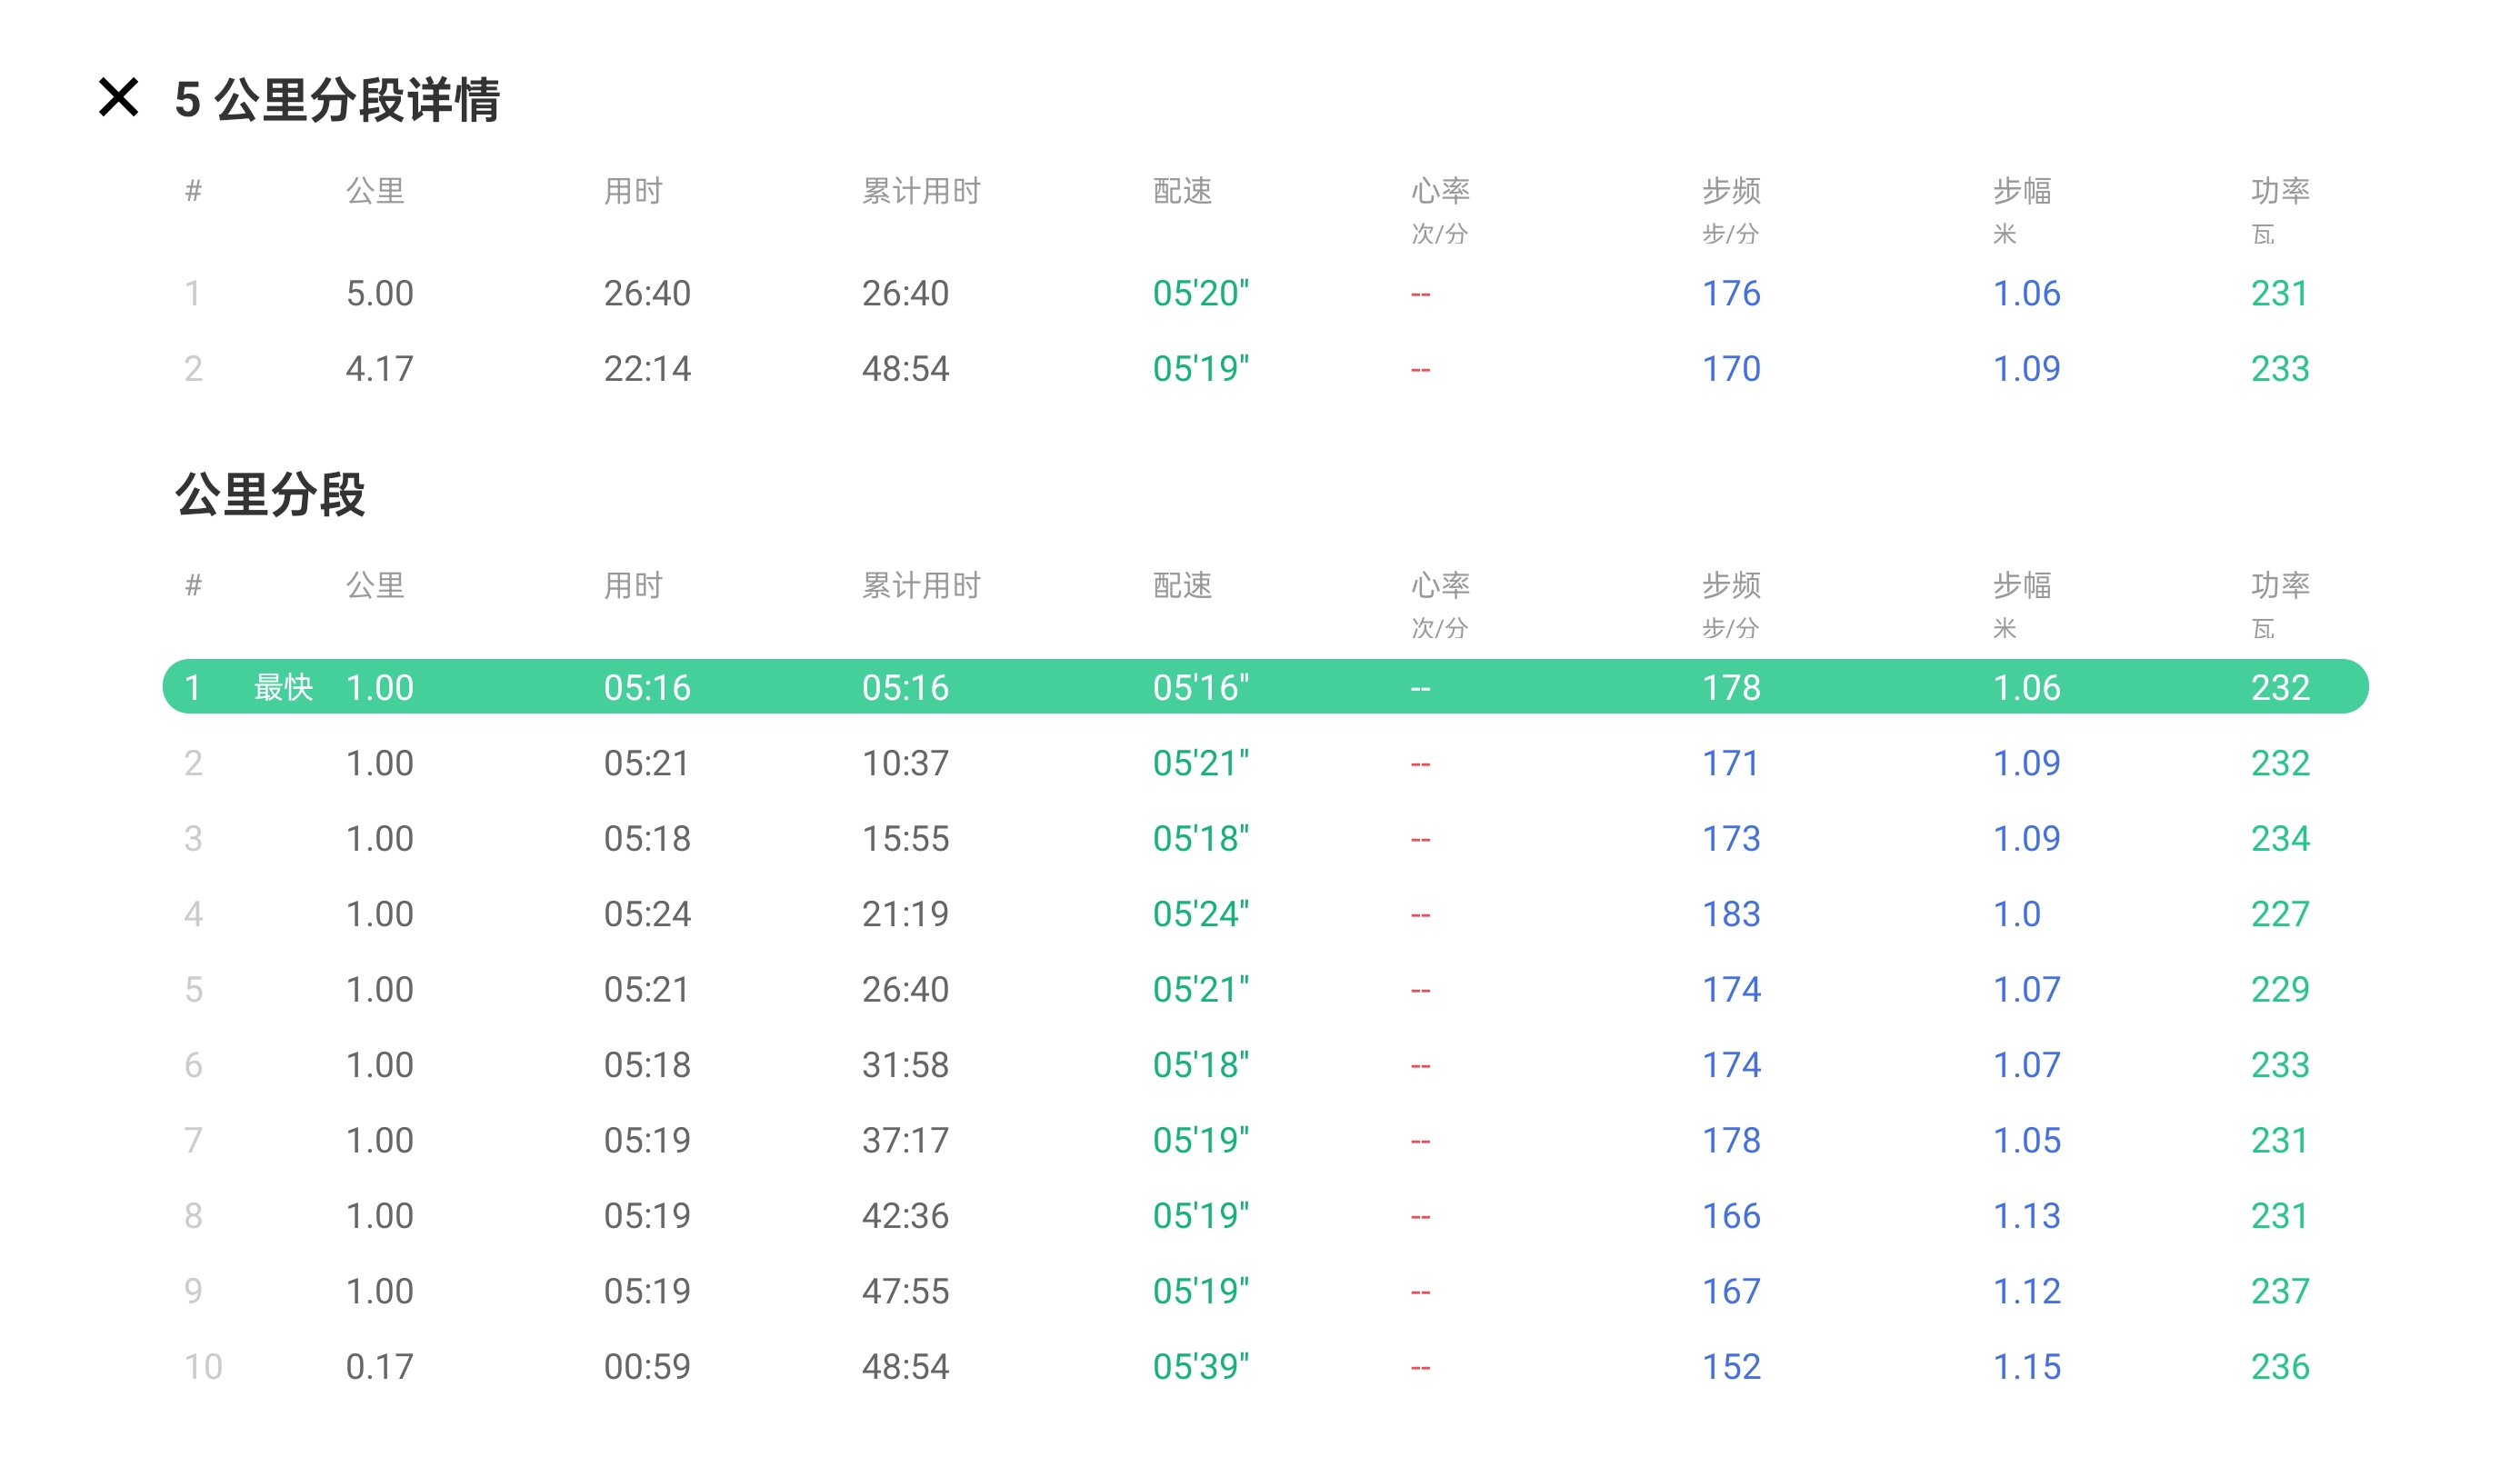 5 公里分段详情
# 公里 用时 累计用时 配速 心率 步频 步幅 功率
次/分 步/分 米 瓦
1 5.00 26:40 26:40 05'20" -- 176 1.06 231
2 4.17 22:14 48:54 05'19" -- 170 1.09 233
公里分段
# 公里 用时 累计用时 配速 心率 步频 步幅 功率
次/分 步/分 米 瓦
1 最快 1.00 05:16 05:16 05'16" -- 178 1.06 232
2 1.00 05:21 10:37 05'21" -- 171 1.09 232
3 1.00 05:18 15:55 05'18" -- 173 1.09 234
4 1.00 05:24 21:19 05'24" -- 183 1.0 227
5 1.00 05:21 26:40 05'21" -- 174 1.07 229
6 1.00 05:18 31:58 05'18" -- 174 1.07 233
7 1.00 05:19 37:17 05'19" -- 178 1.05 231
8 1.00 05:19 42:36 05'19" -- 166 1.13 231
9 1.00 05:19 47:55 05'19" -- 167 1.12 237
10 0.17 00:59 48:54 05'39" -- 152 1.15 236